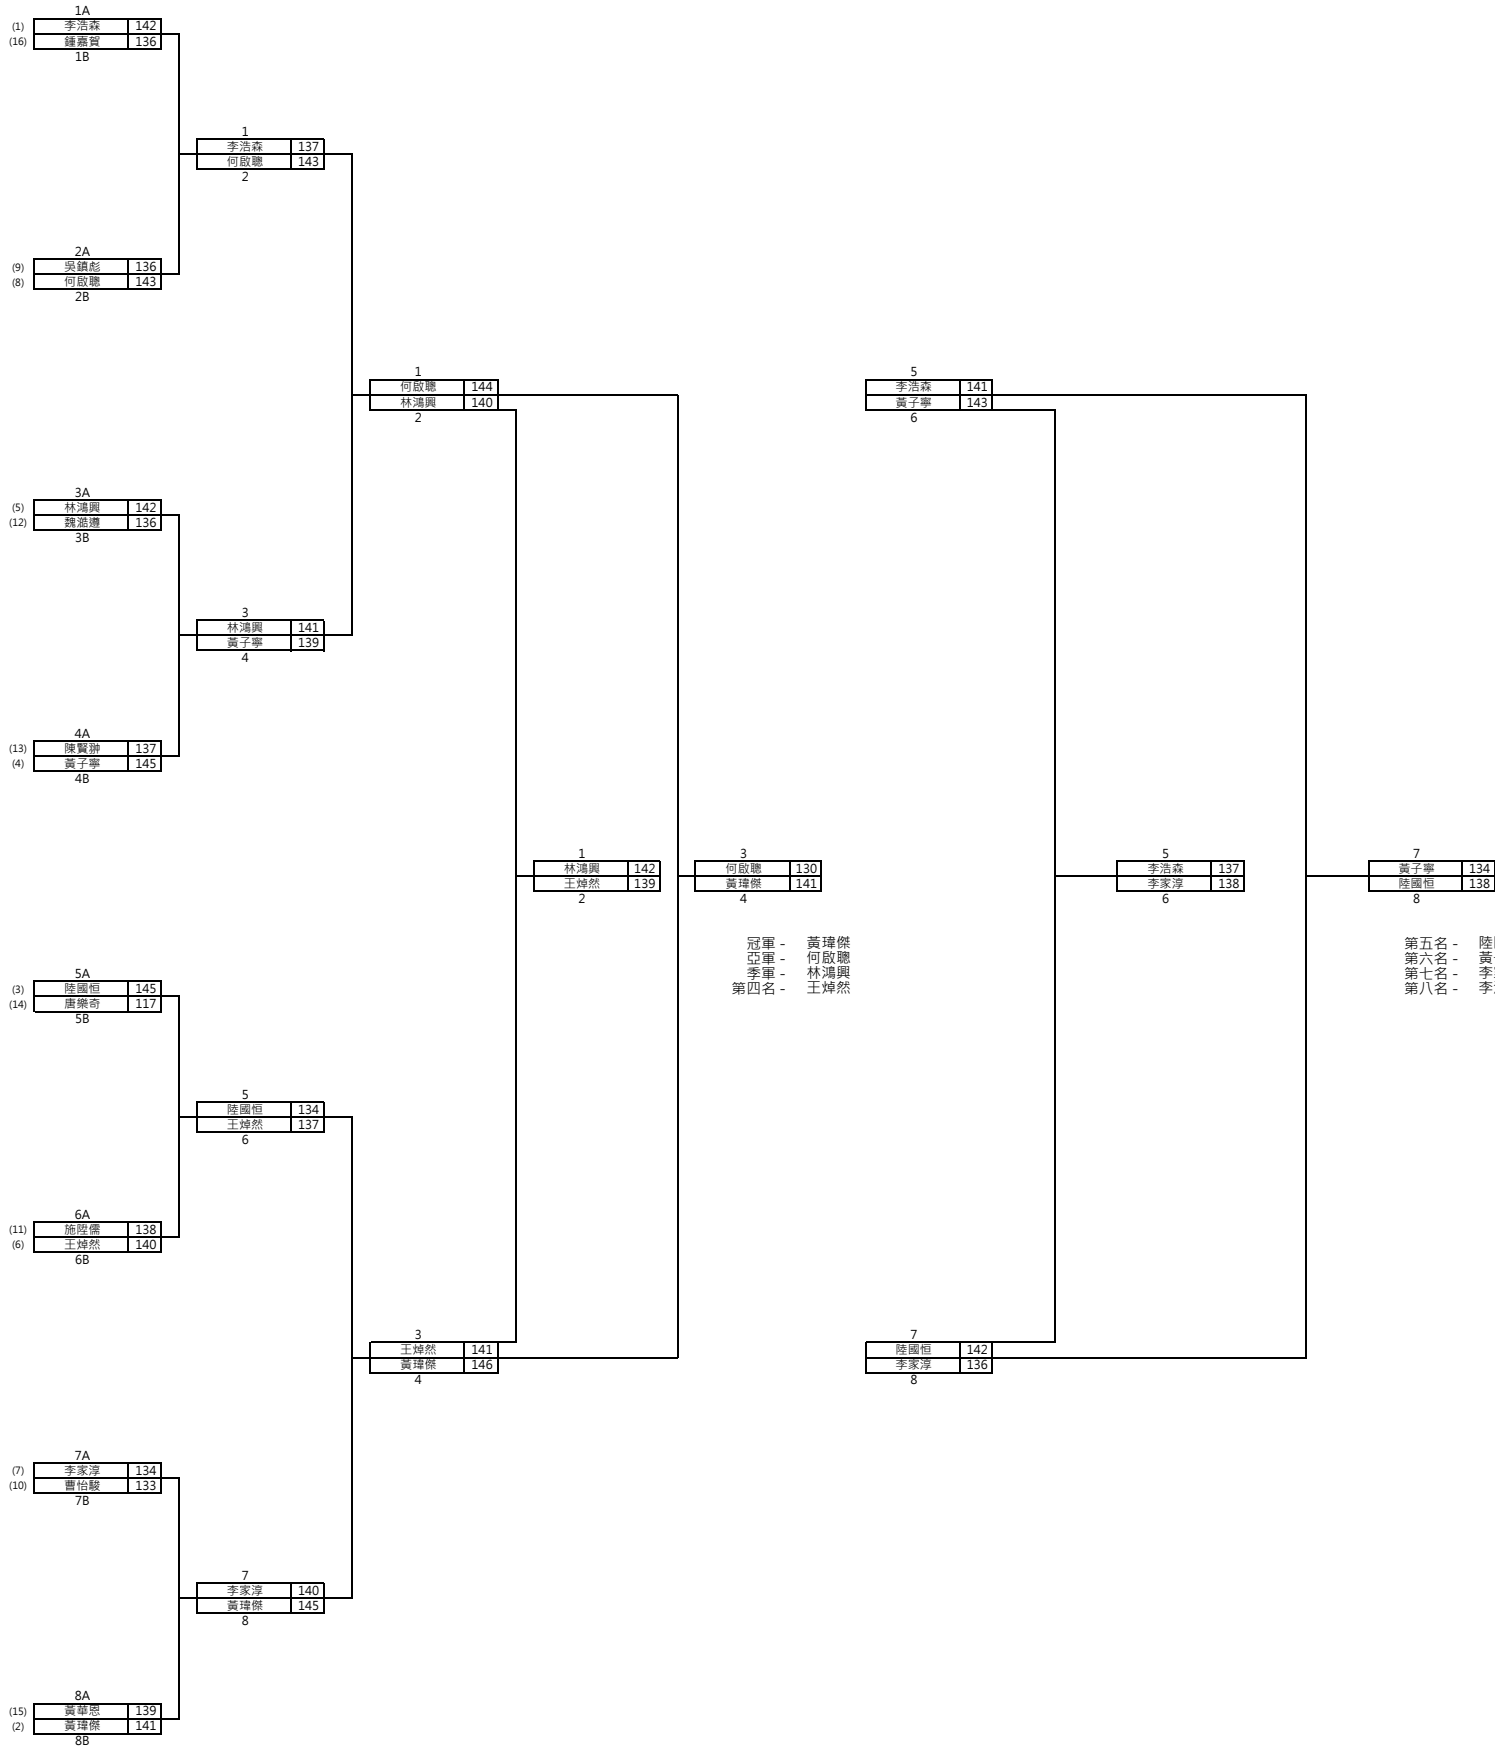 1A
(1) 李浩森 142
(16) 鍾嘉賀 136
1B
1
李浩森 137
何啟聰 143
2
2A
(9) 吳鎮彪 136
(8) 何啟聰 143
2B
1
何啟聰 144
林鴻興 140
2
5
李浩森 141
黃子寧 143
6
3A
(5) 林鴻興 142
(12) 魏澔遵 136
3B
3
林鴻興 141
黃子寧 139
4
4A
(13) 陳賢翀 137
(4) 黃子寧 145
4B
1
林鴻興 142
王焯然 139
2
3
何啟聰 130
黃瑋傑 141
4
5
李浩森 137
李家淳 138
6
7
黃子寧 134
陸國恒 138
8
冠軍 - 黃瑋傑
亞軍 - 何啟聰
季軍 - 林鴻興
第四名 - 王焯然
第五名 - 陸
第六名 - 黃
第七名 - 李
第八名 - 李
5A
(3) 陸國恒 145
(14) 唐樂奇 117
5B
5
陸國恒 134
王焯然 137
6
6A
(11) 施陞儒 138
(6) 王焯然 140
6B
3
王焯然 141
黃瑋傑 146
4
7
陸國恒 142
李家淳 136
8
7A
(7) 李家淳 134
(10) 曹怡駿 133
7B
7
李家淳 140
黃瑋傑 145
8
8A
(15) 黃華恩 139
(2) 黃瑋傑 141
8B